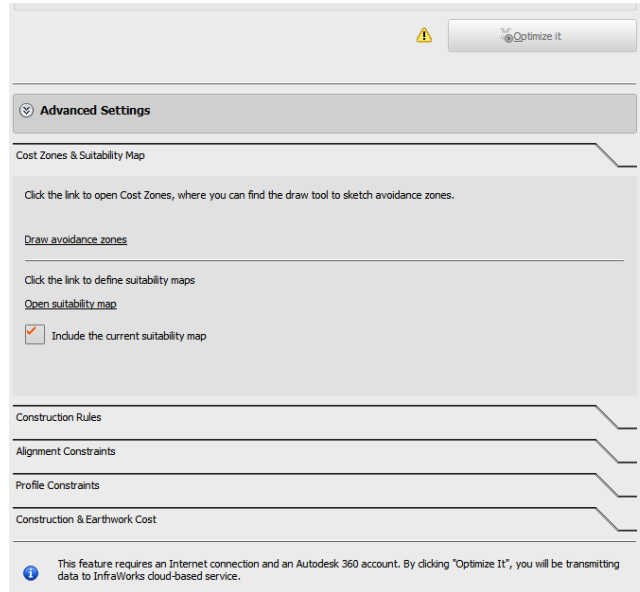 Optimize it
Advanced Settings
Cost Zones & Suitability Map
Click the link to open Cost Zones, where you can find the draw tool to sketch avoidance zones.
Draw avoidance zones
Click the link to define suitability maps
Open suitability map
Include the current suitability map
Construction Rules
Alignment Constraints
Profile Constraints
Construction & Earthwork Cost
This feature requires an Internet connection and an Autodesk 360 account. By clicking "Optimize It", you will be transmitting
data to InfraWorks cloud-based service.